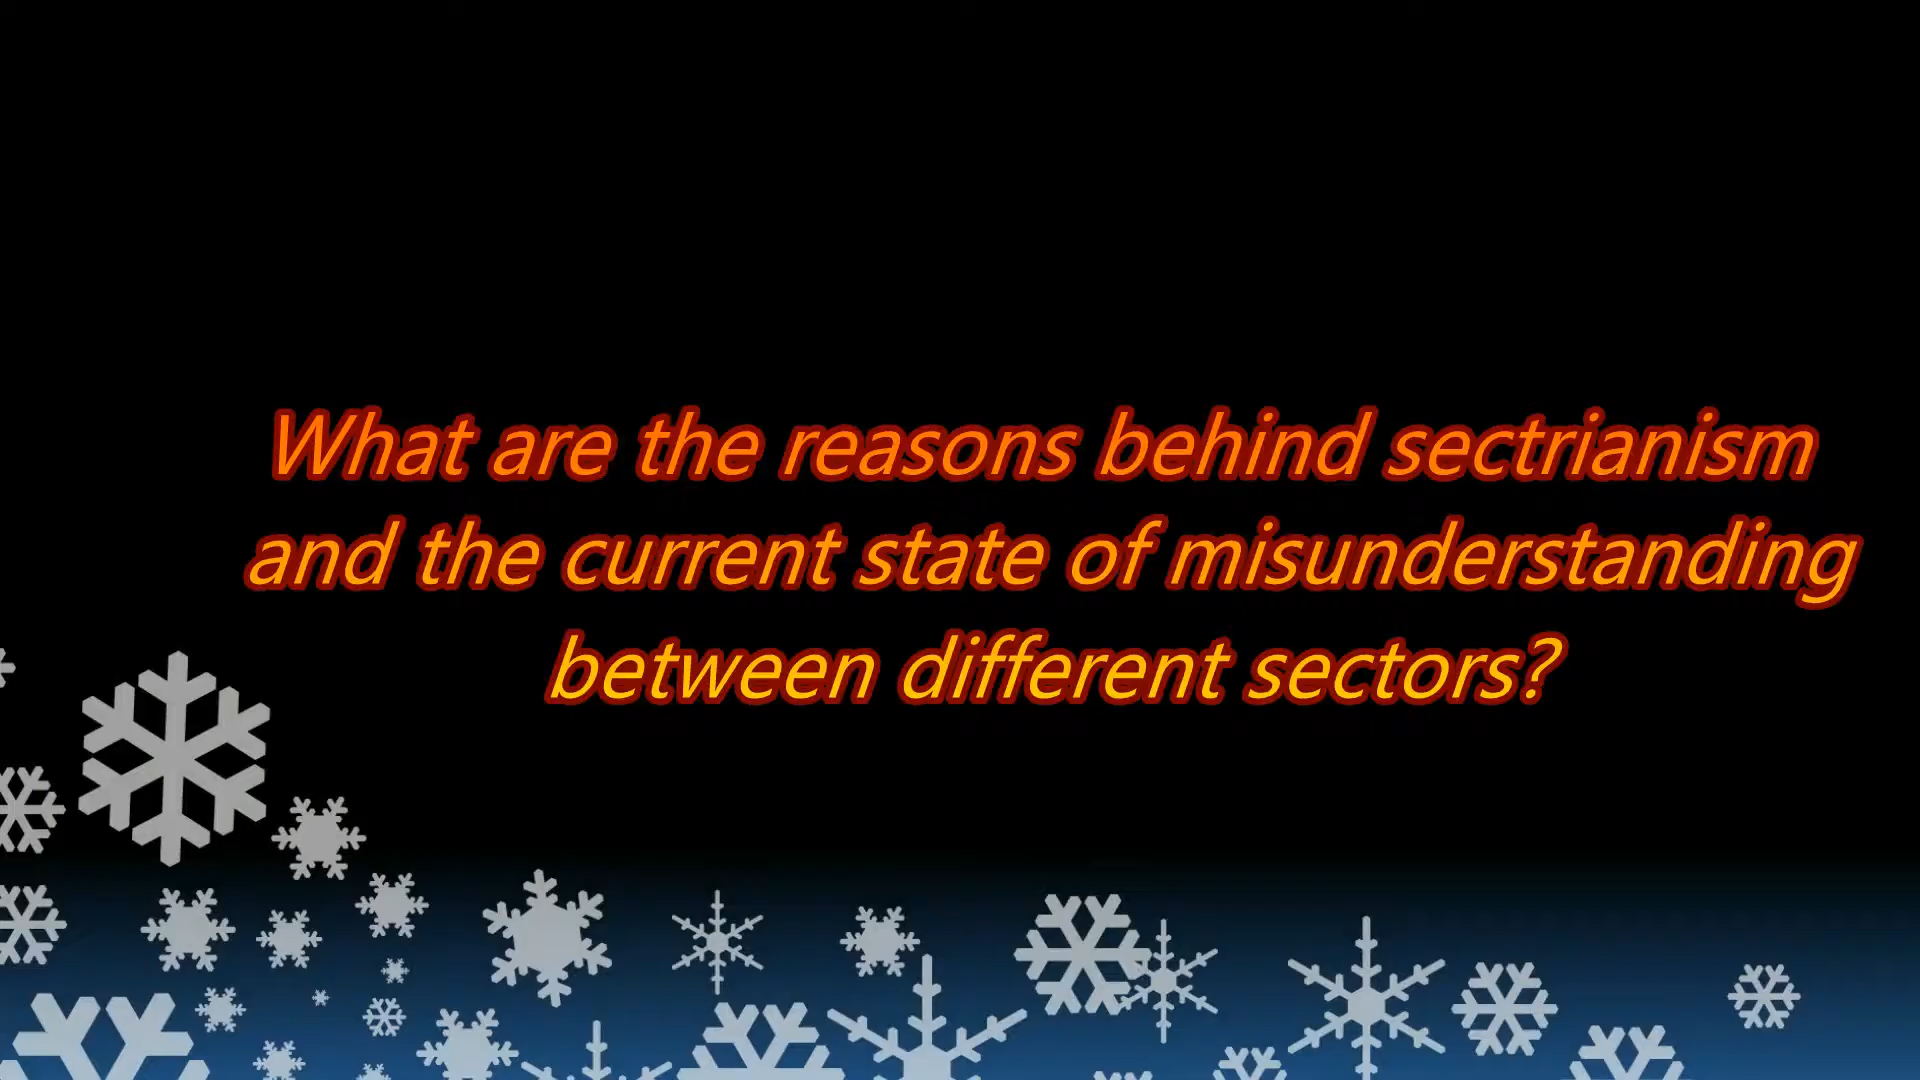 What are the reasons behind sectrianism
and the current state of misunderstanding
between different sectors?